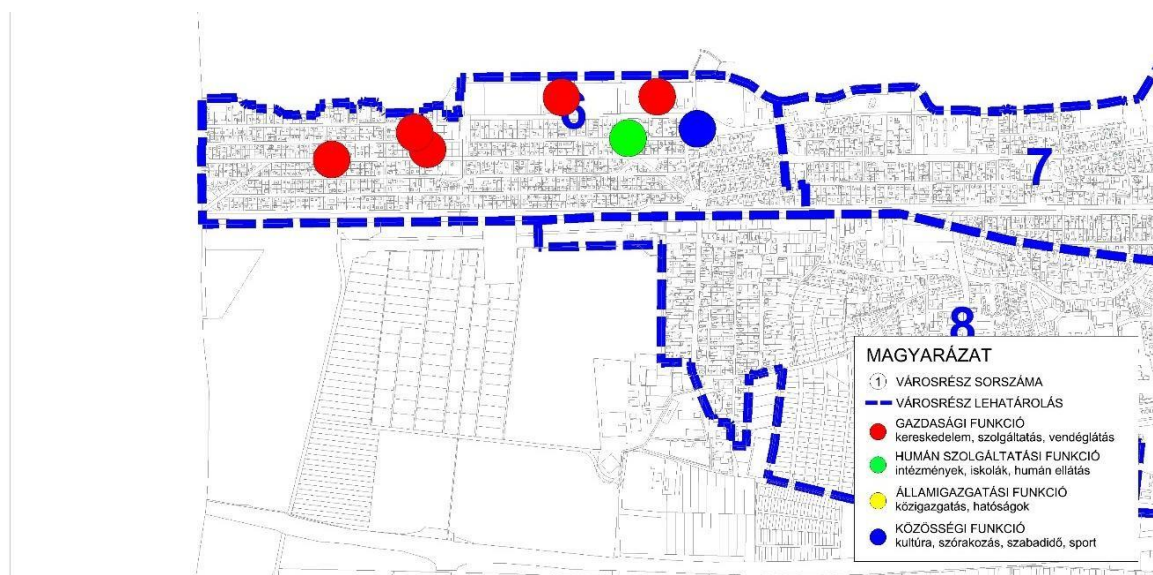 6
7
8
MAGYARÁZAT
1 VÁROSRÉSZ SORSZÁMA
VÁROSRÉSZ LEHATÁROLÁS
GAZDASÁGI FUNKCIÓ
kereskedelem, szolgáltatás, vendéglátás
HUMÁN SZOLGÁLTATÁSI FUNKCIÓ
intézmények, iskolák, humán ellátás
ÁLLAMIGAZGATÁSI FUNKCIÓ
közigazgatás, hatóságok
KÖZÖSSÉGI FUNKCIÓ
kultúra, szórakozás, szabadidő, sport